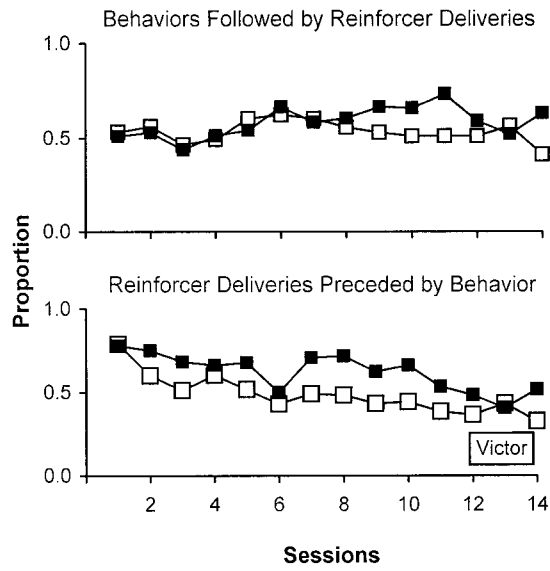 Behaviors Followed by Reinforcer Deliveries
1.0
0.5
0.0
Proportion
Reinforcer Deliveries Preceded by Behavior
1.0
0.5
0.0
Victor
2 4 6 8 10 12 14
Sessions